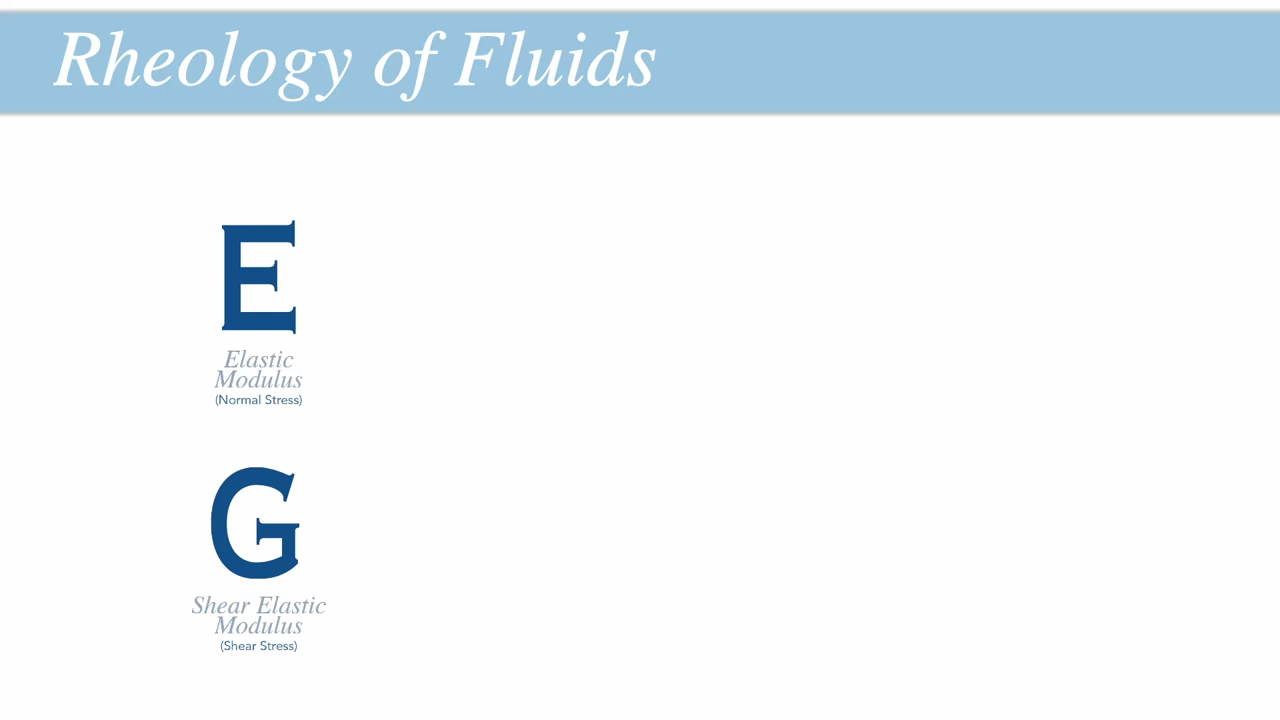 Rheology of Fluids
E
Elastic
Modulus
(Normal Stress)
G
Shear Elastic
Modulus
(Shear Stress)